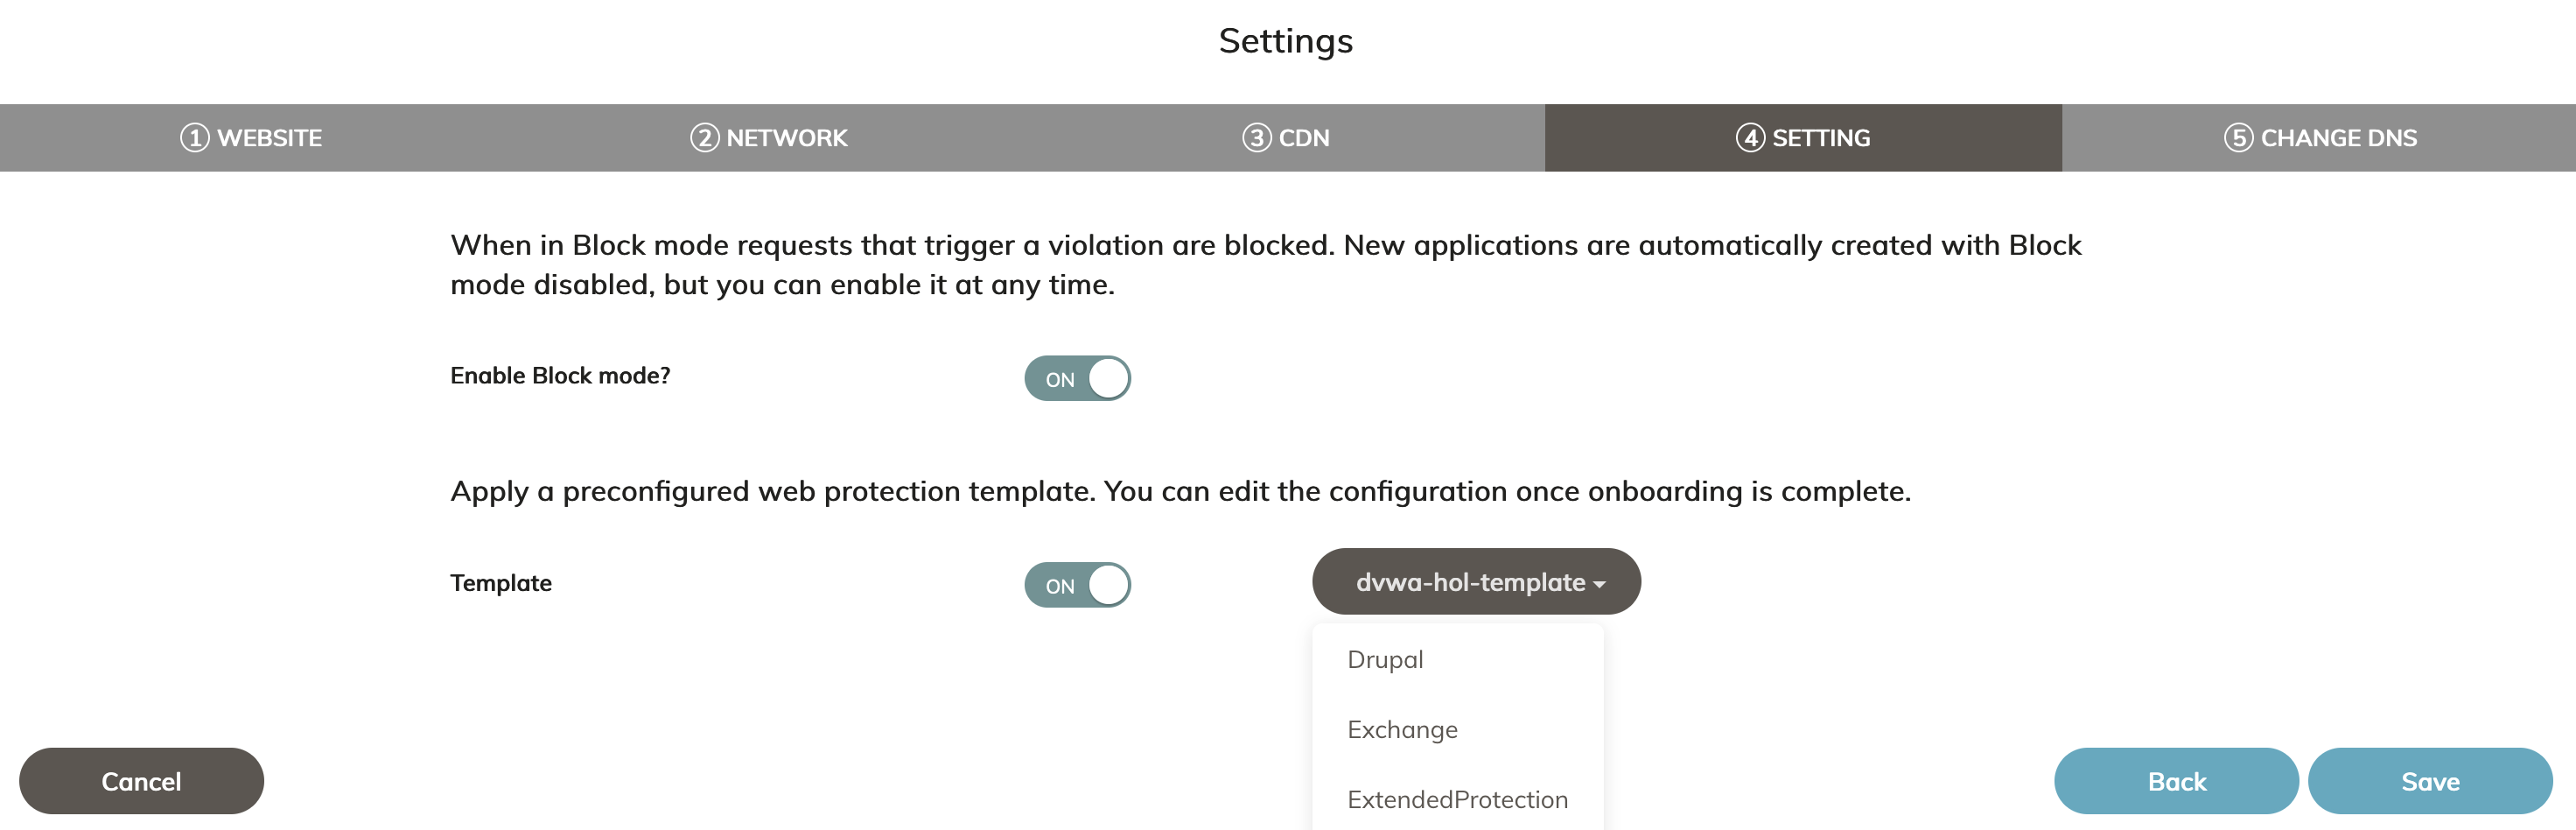 Settings
1 WEBSITE
2 NETWORK
3 CDN
4 SETTING
5 CHANGE DNS
When in Block mode requests that trigger a violation are blocked. New applications are automatically created with Block
mode disabled, but you can enable it at any time.
Enable Block mode?
ON
Apply a preconfigured web protection template. You can edit the configuration once onboarding is complete.
Template
ON
dvwa-hol-template
Drupal
Exchange
ExtendedProtection
Cancel
Back
Save